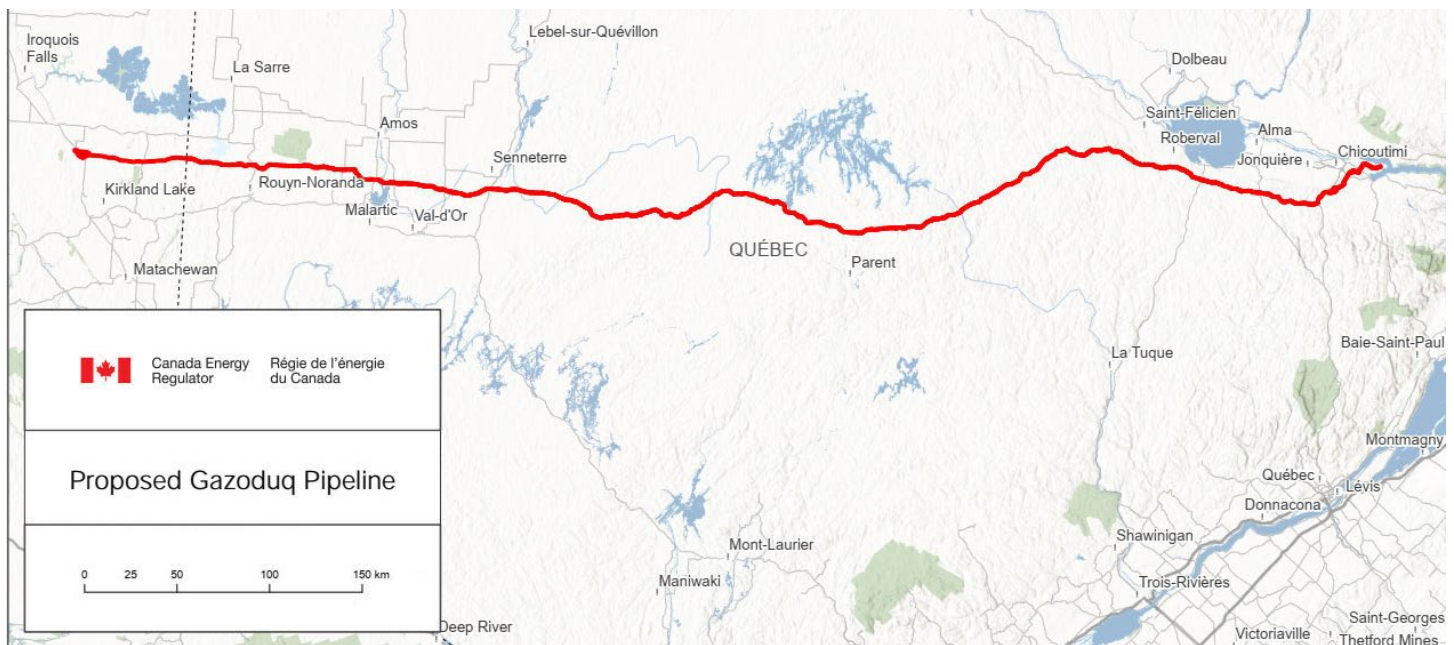 Iroquois
Falls
La Sarre
Lebel-sur-Quévillon
Dolbeau
Amos
Saint-Félicien
Alma
Roberval
Senneterre
Jonquière
Chicoutimi
Kirkland Lake
Rouyn-Noranda
Malartic
Val-d'Or
QUÉBEC
Parent
Matachewan
Canada Energy
Regulator
Régie de l'énergie
du Canada
Proposed Gazoduq Pipeline
0 25 50 100 150 km
La Tuque
Baie-Saint-Paul
Montmagny
Québec
Lévis
Donnacona
Shawinigan
Mont-Laurier
Maniwaki
Trois-Rivières
Deep River
Saint-Georges
Victoriaville
Thetford Mines